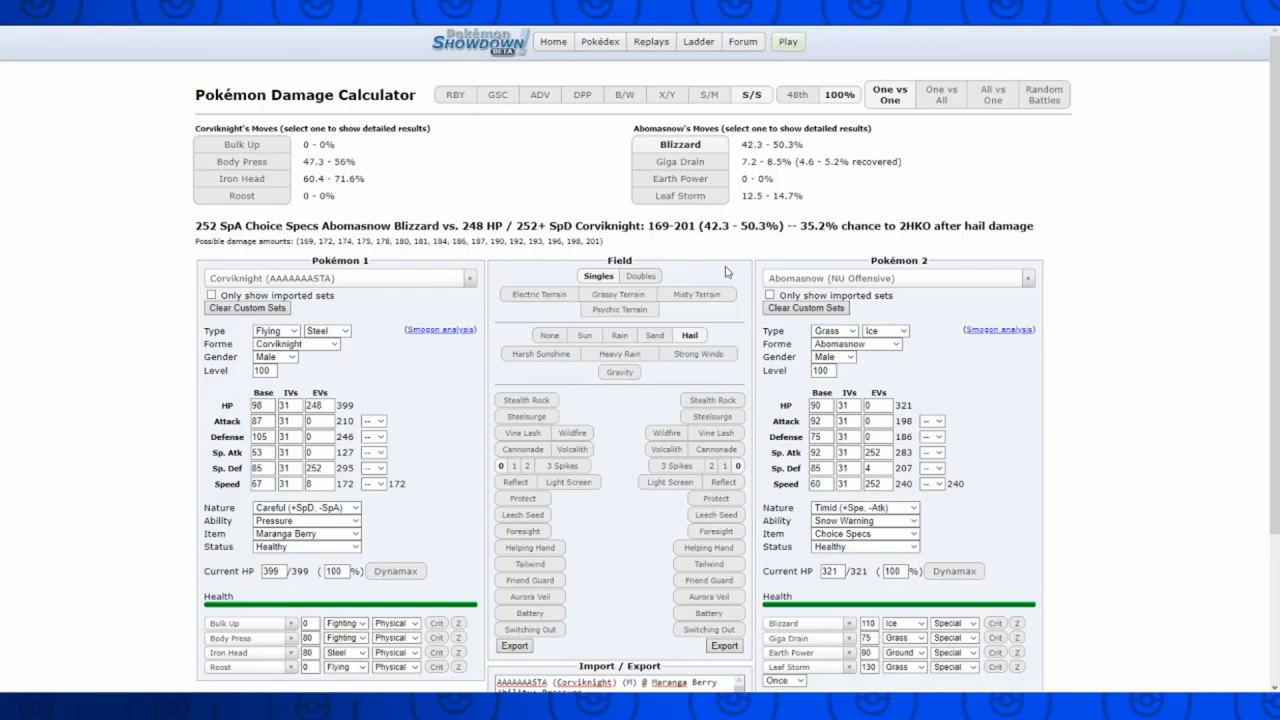 Pokémon SHOWDOWN! BETA Home Pokédex Replays Ladder Forum Play
Pokémon Damage Calculator RBY GSC ADV DPP B/W X/Y S/M S/S 48th 100% One vs One One vs All All vs One Random Battles
Corviknight's Moves (select one to show detailed results) Abomasnow's Moves (select one to show detailed results)
Bulk Up 0 - 0% Blizzard 42.3 - 50.3%
Body Press 47.3 - 56% Giga Drain 7.2 - 8.5% (4.6 - 5.2% recovered)
Iron Head 60.4 - 71.6% Earth Power 0 - 0%
Roost 0 - 0% Leaf Storm 12.5 - 14.7%
252 SpA Choice Specs Abomasnow Blizzard vs. 248 HP / 252+ SpD Corviknight: 169-201 (42.3 - 50.3%) -- 35.2% chance to 2HKO after hail damage
Possible damage amounts: (169, 172, 174, 175, 178, 180, 181, 184, 186, 187, 190, 192, 193, 196, 198, 201)
Pokémon 1
Corviknight (AAAAAAASTA)
Only show imported sets
Clear Custom Sets
Type Flying Steel (Smogon analysis)
Forme Corviknight
Gender Male
Level 100
Base IVs EVs
HP 98 31 248 399
Attack 87 31 0 210 --
Defense 105 31 0 246 --
Sp. Atk 53 31 0 127 --
Sp. Def 85 31 252 295 --
Speed 67 31 8 172 -- 172
Nature Careful (+SpD, -SpA)
Ability Pressure
Item Maranga Berry
Status Healthy
Current HP 399 /399 ( 100 %) Dynamax
Health
Bulk Up 0 Fighting Physical Crit Z
Body Press 80 Fighting Physical Crit Z
Iron Head 80 Steel Physical Crit Z
Roost 0 Flying Physical Crit Z
Field
Singles Doubles
Electric Terrain Grassy Terrain Misty Terrain
Psychic Terrain
None Sun Rain Sand Hail
Harsh Sunshine Heavy Rain Strong Winds
Gravity
Stealth Rock Stealth Rock
Steelsurge Steelsurge
Vine Lash Wildfire Wildfire Vine Lash
Cannonade Volcalith Volcalith Cannonade
0 1 2 3 Spikes 3 Spikes 2 1 0
Reflect Light Screen Light Screen Reflect
Protect Protect
Leech Seed Leech Seed
Foresight Foresight
Helping Hand Helping Hand
Tailwind Tailwind
Friend Guard Friend Guard
Aurora Veil Aurora Veil
Battery Battery
Switching Out Switching Out
Export Export
Import / Export
AAAAAAASTA (Corviknight) (M) @ Maranga Berry
Ability: Pressure
Pokémon 2
Abomasnow (NU Offensive)
Only show imported sets
Clear Custom Sets
Type Grass Ice (Smogon analysis)
Forme Abomasnow
Gender Male
Level 100
Base IVs EVs
HP 90 31 0 321
Attack 92 31 0 198 --
Defense 75 31 0 186 --
Sp. Atk 92 31 252 283 --
Sp. Def 85 31 4 207 --
Speed 60 31 252 240 -- 240
Nature Timid (+Spe, -Atk)
Ability Snow Warning
Item Choice Specs
Status Healthy
Current HP 321 /321 ( 100 %) Dynamax
Health
Blizzard 110 Ice Special Crit Z
Giga Drain 75 Grass Special Crit Z
Earth Power 90 Ground Special Crit Z
Leaf Storm 130 Grass Special Crit Z
Once